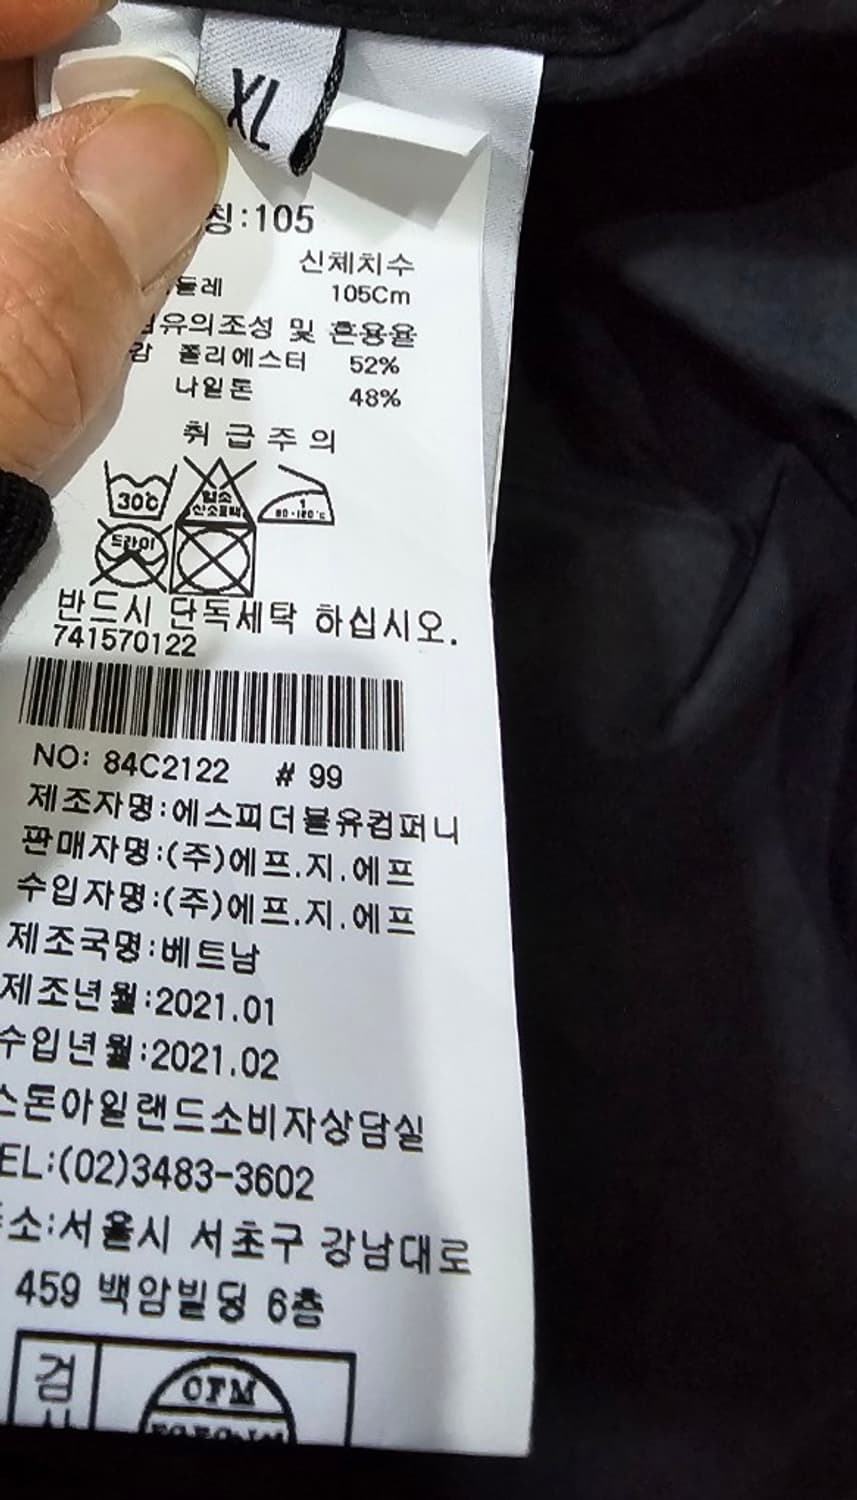 XL
칭:105
신체치수
둘레 105Cm
섬유의조성 및 혼용율
겉감 폴리에스터 52%
나일론 48%
취급주의
30℃
염소
산소표백
1
80-120℃
드라이
반드시 단독세탁 하십시오.
741570122
NO: 84C2122 # 99
제조자명:에스피더블유컴퍼니
판매자명:(주)에프.지.에프
수입자명:(주)에프.지.에프
제조국명:베트남
제조년월:2021.01
수입년월:2021.02
스톤아일랜드소비자상담실
EL:(02)3483-3602
주소:서울시 서초구 강남대로
459 백암빌딩 6층
검
CFM